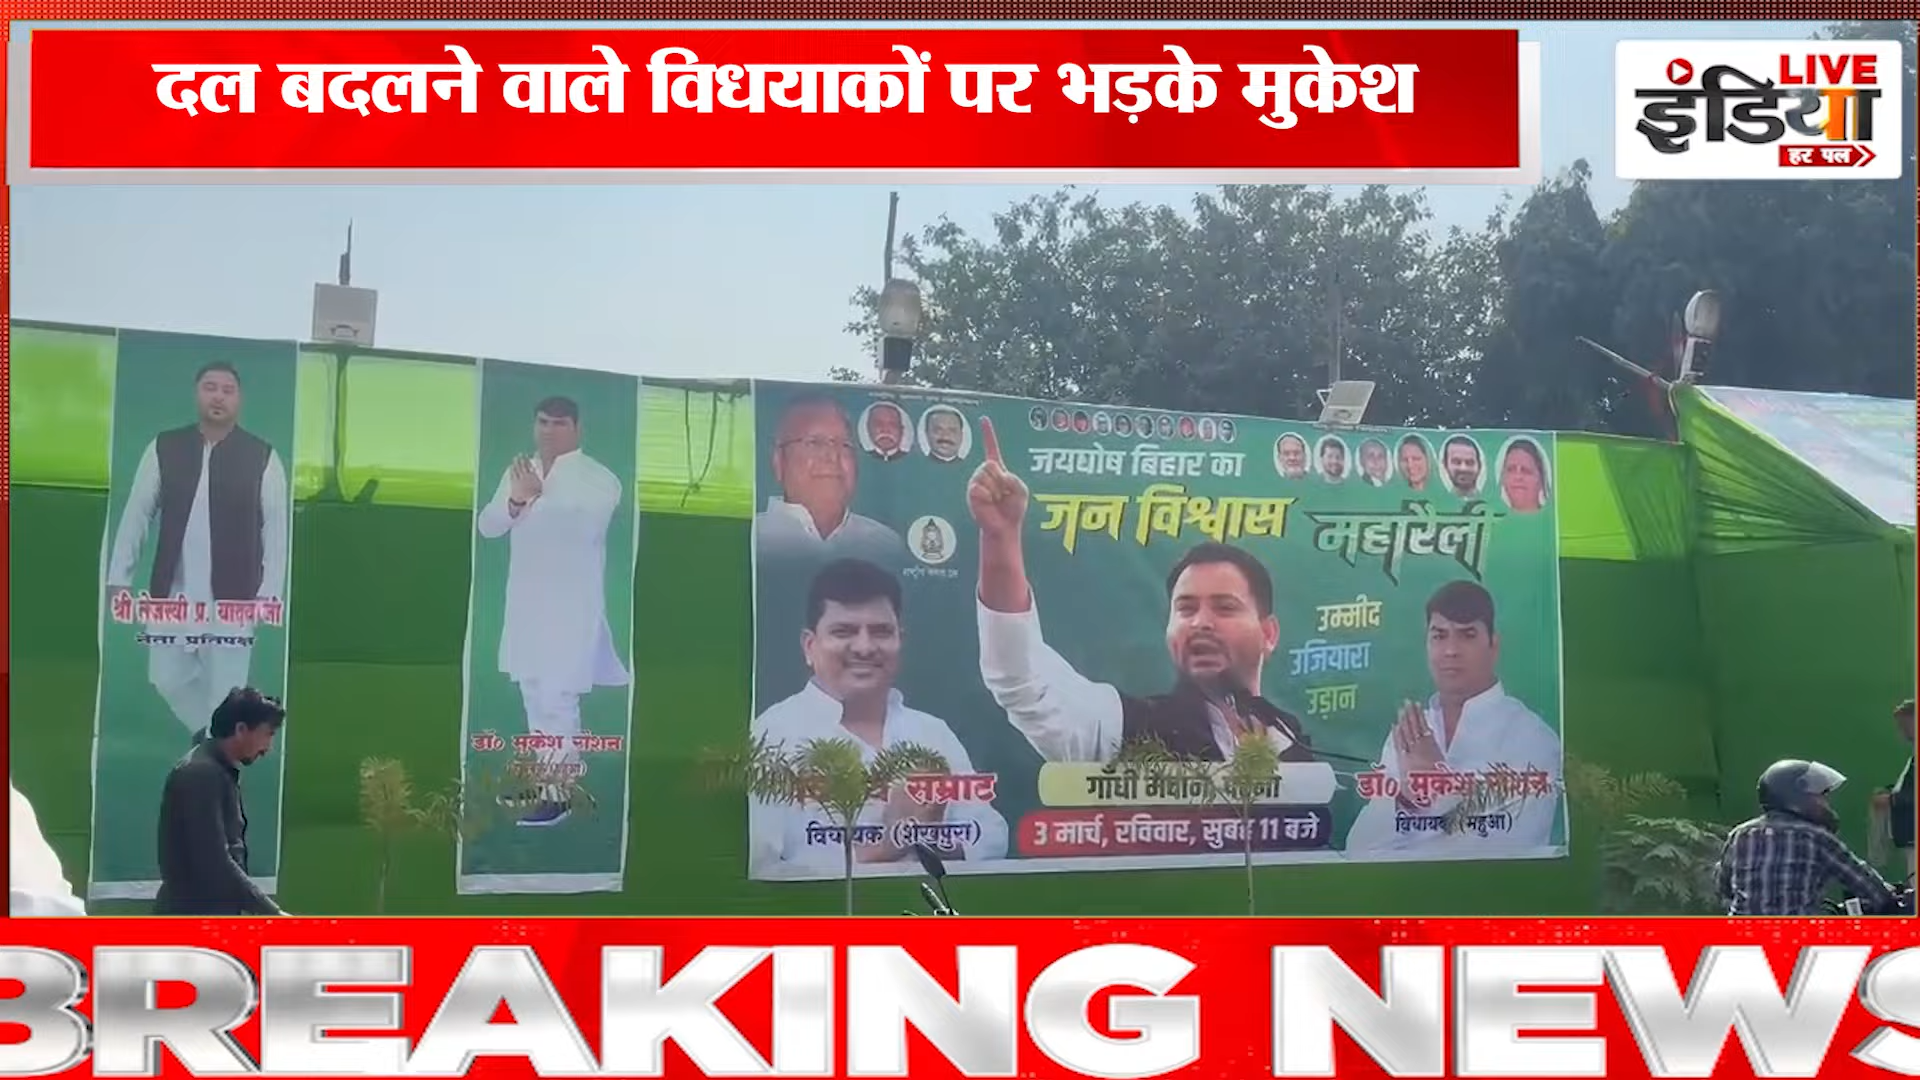 दल बदलने वाले विधयाकों पर भड़के मुकेश
LIVE
इंडिया
हर पल
जयघोष बिहार का
जन विश्वास महारैली
उम्मीद
उजियारा
उड़ान
श्री तेजस्वी प्र. यादव जी
नेता प्रतिपक्ष
डॉ० मुकेश रौशन
सम्राट
विधायक (शेखपुरा)
गाँधी मैदान
3 मार्च, रविवार, सुबह 11 बजे
डॉ० मुकेश रौशन
विधायक (महुआ)
BREAKING NEWS